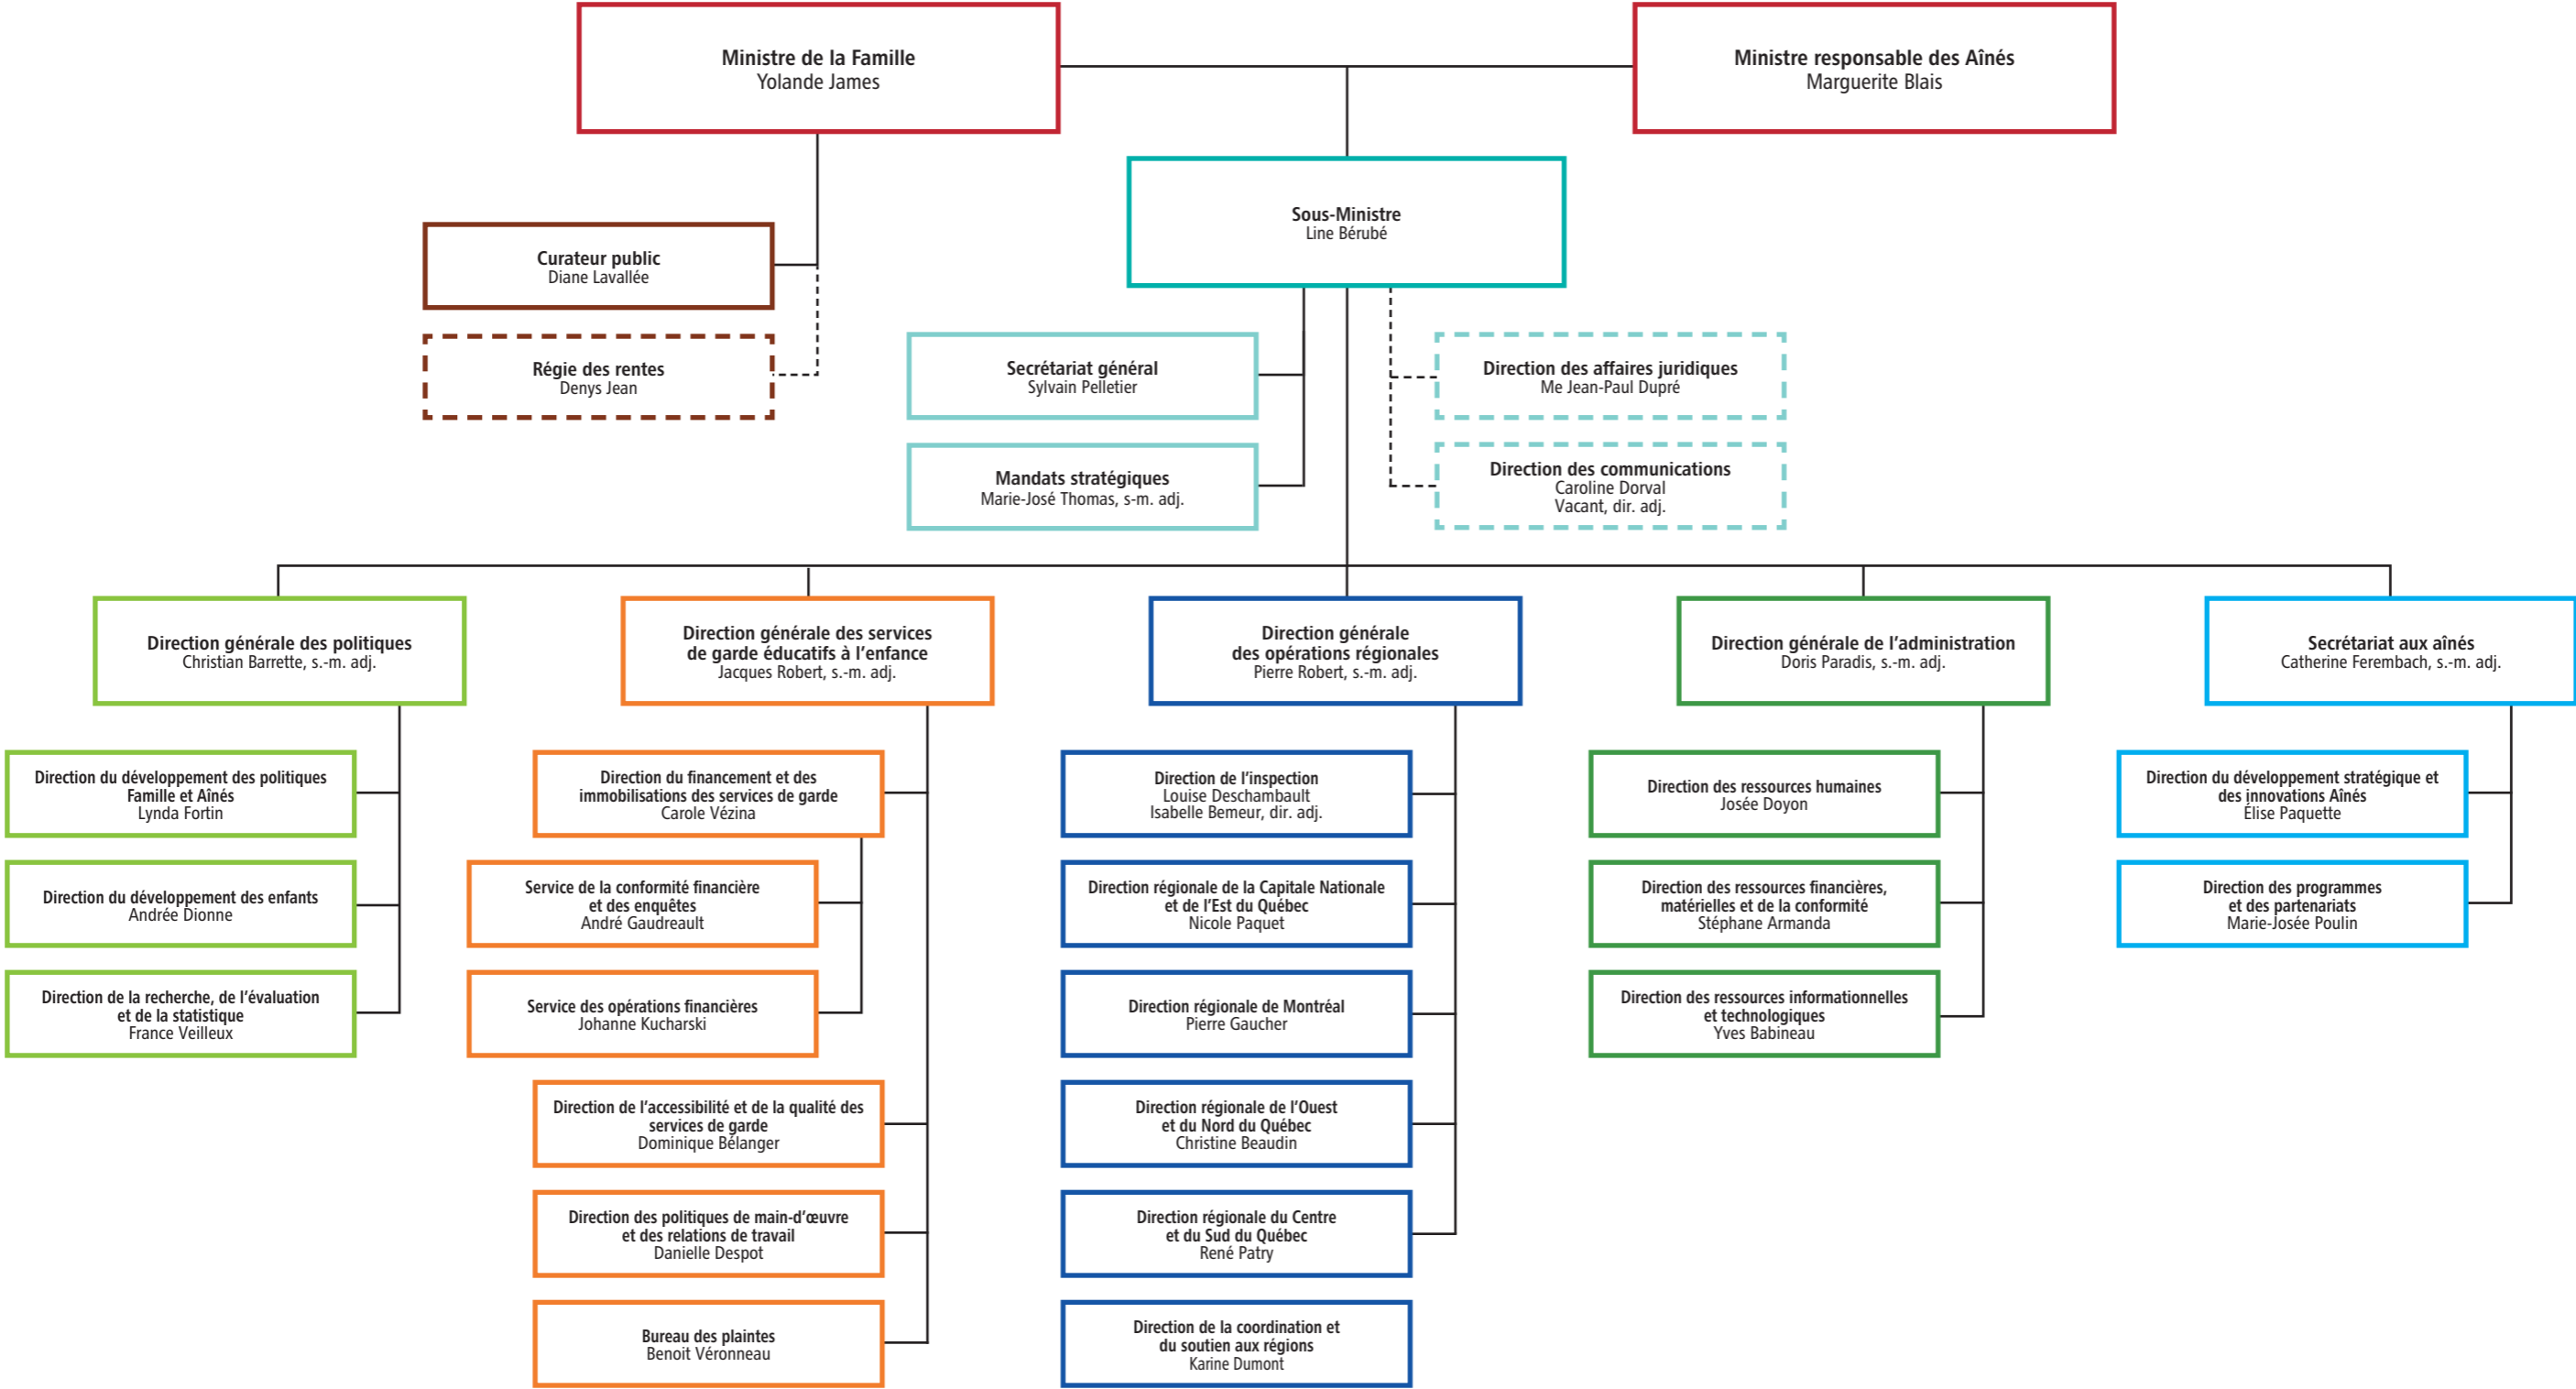 Ministre de la Famille
Yolande James
Ministre responsable des Aînés
Marguerite Blais
Sous-Ministre
Line Bérubé
Curateur public
Diane Lavallée
Régie des rentes
Denys Jean
Secrétariat général
Sylvain Pelletier
Mandats stratégiques
Marie-José Thomas, s-m. adj.
Direction des affaires juridiques
Me Jean-Paul Dupré
Direction des communications
Caroline Dorval
Vacant, dir. adj.
Direction générale des politiques
Christian Barrette, s.-m. adj.
Direction du développement des politiques
Famille et Aînés
Lynda Fortin
Direction du développement des enfants
Andrée Dionne
Direction de la recherche, de l'évaluation
et de la statistique
France Veilleux
Direction générale des services
de garde éducatifs à l'enfance
Jacques Robert, s.-m. adj.
Direction du financement et des
immobilisations des services de garde
Carole Vézina
Service de la conformité financière
et des enquêtes
André Gaudreault
Service des opérations financières
Johanne Kucharski
Direction de l'accessibilité et de la qualité des
services de garde
Dominique Bélanger
Direction des politiques de main-d'œuvre
et des relations de travail
Danielle Despot
Bureau des plaintes
Benoit Véronneau
Direction générale
des opérations régionales
Pierre Robert, s.-m. adj.
Direction de l'inspection
Louise Deschambault
Isabelle Bemeur, dir. adj.
Direction régionale de la Capitale Nationale
et de l'Est du Québec
Nicole Paquet
Direction régionale de Montréal
Pierre Gaucher
Direction régionale de l'Ouest
et du Nord du Québec
Christine Beaudin
Direction régionale du Centre
et du Sud du Québec
René Patry
Direction de la coordination et
du soutien aux régions
Karine Dumont
Direction générale de l'administration
Doris Paradis, s.-m. adj.
Direction des ressources humaines
Josée Doyon
Direction des ressources financières,
matérielles et de la conformité
Stéphane Armanda
Direction des ressources informationnelles
et technologiques
Yves Babineau
Secrétariat aux aînés
Catherine Ferembach, s.-m. adj.
Direction du développement stratégique et
des innovations Aînés
Élise Paquette
Direction des programmes
et des partenariats
Marie-Josée Poulin